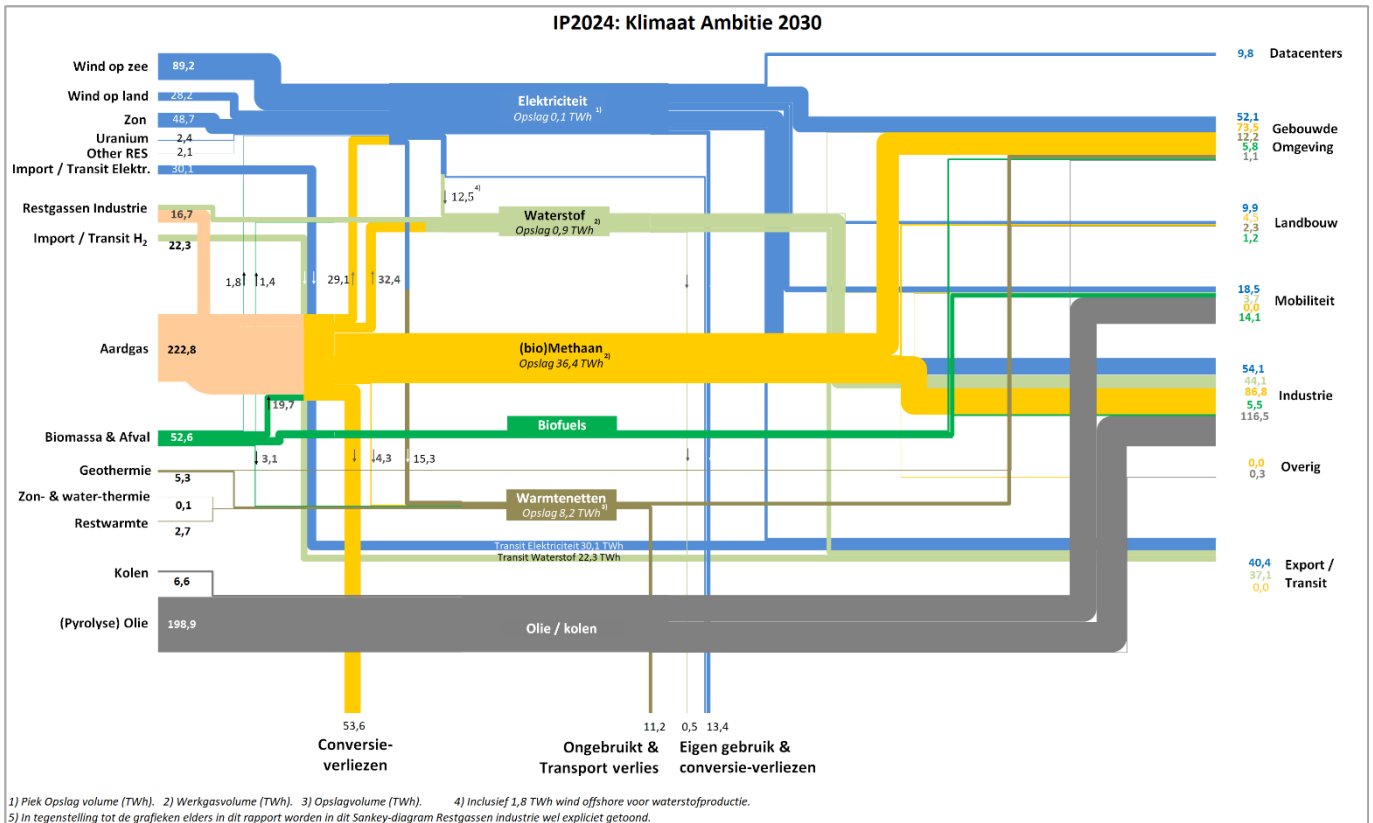 IP2024: Klimaat Ambitie 2030
Wind op zee
89,2
Wind op land
28,2
Zon
48,7
Uranium
2,4
Other RES
2,1
Import / Transit Elektr.
30,1
Restgassen Industrie
16,7
Import / Transit H2
22,3
Aardgas
222,8
Biomassa & Afval
52,6
Geothermie
5,3
Zon- & water-thermie
0,1
Restwarmte
2,7
Kolen
6,6
(Pyrolyse) Olie
198,9
Elektriciteit
Opslag 0,1 TWh 1)
12,5 4)
Waterstof
Opslag 0,9 TWh 2)
1,8
1,4
29,1
32,4
(bio)Methaan
Opslag 36,4 TWh 2)
19,7
Biofuels
3,1
4,3
15,3
Warmtenetten
Opslag 8,2 TWh 3)
Transit Elektriciteit 30,1 TWh
Transit Waterstof 22,3 TWh
Olie / kolen
53,6
Conversie-
verliezen
11,2
Ongebruikt &
Transport verlies
0,5
13,4
Eigen gebruik &
conversie-verliezen
9,8
Datacenters
52,1
73,5
12,2
5,8
1,1
Gebouwde
Omgeving
9,9
4,5
2,3
1,2
Landbouw
18,5
3,7
0,0
14,1
Mobiliteit
54,1
44,1
86,8
5,5
116,5
Industrie
0,0
0,3
Overig
40,4
37,1
0,0
Export /
Transit
1) Piek Opslag volume (TWh). 2) Werkgasvolume (TWh). 3) Opslagvolume (TWh). 4) Inclusief 1,8 TWh wind offshore voor waterstofproductie.
5) In tegenstelling tot de grafieken elders in dit rapport worden in dit Sankey-diagram Restgassen industrie wel expliciet getoond.